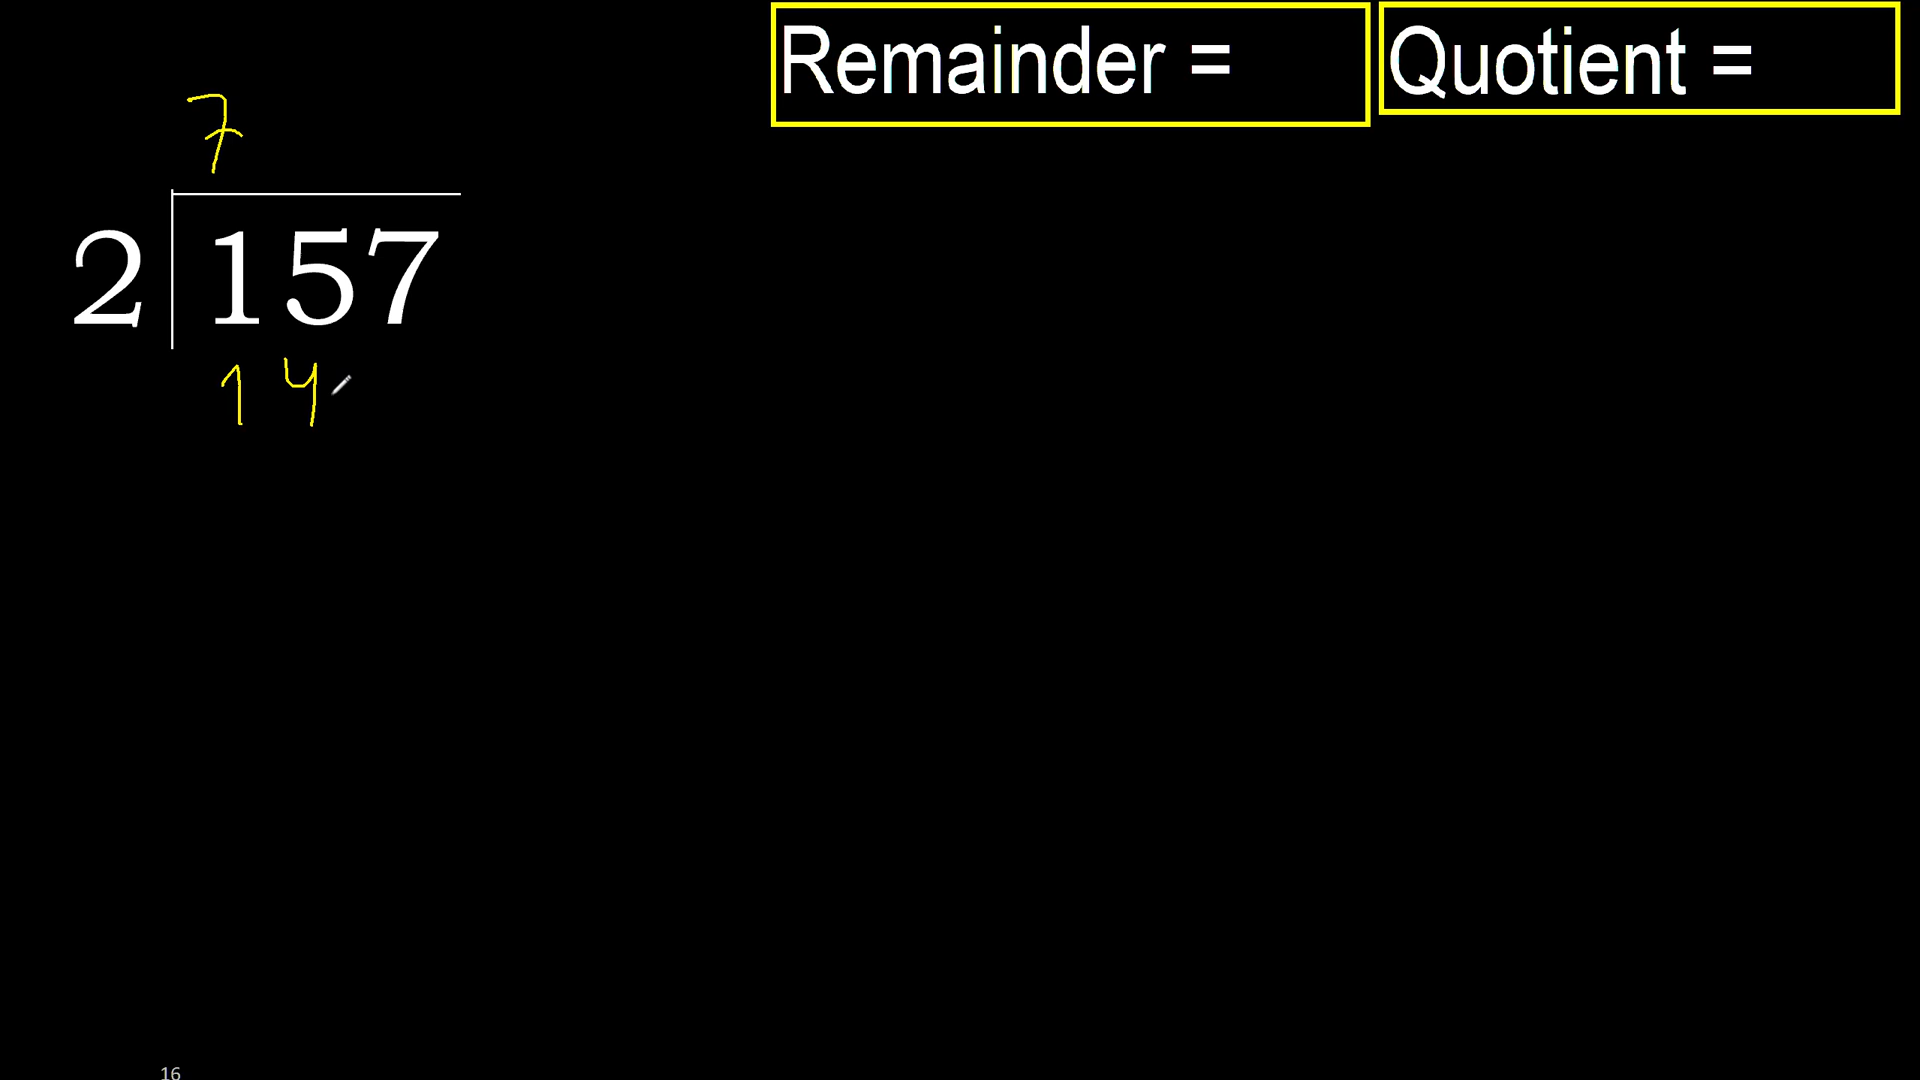 Remainder = Quotient =
7
2 157
14
16